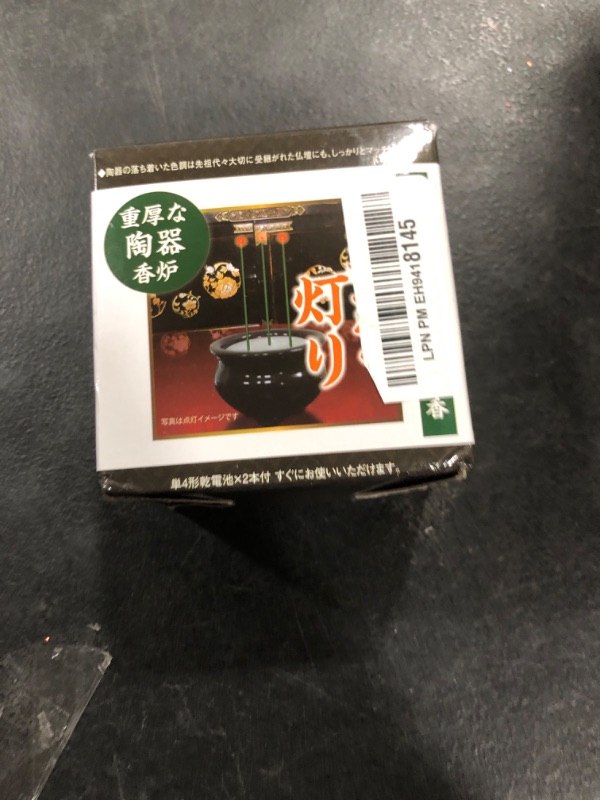 ◆陶器の落ち着いた色調は先祖代々大切に受継がれた仏壇にも、しっかりとマッ
重厚な
陶器
香炉
灯り
LPN PM EH9418145
香
写真は点灯イメージです
単4形乾電池×2本付 すぐにお使いいただけます。